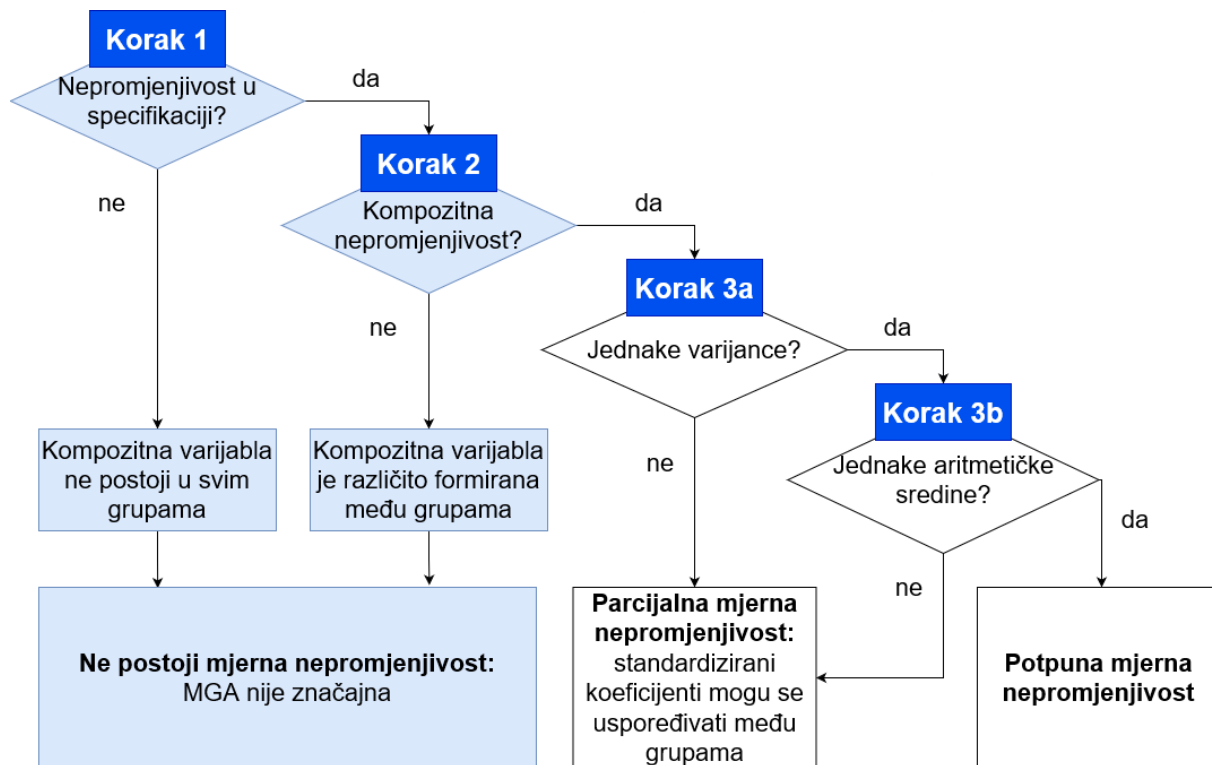 Korak 1
Nepromjenjivost u
specifikaciji?
da
ne
Korak 2
Kompozitna
nepromjenjivost?
da
ne
Korak 3a
Jednake varijance?
da
ne
Korak 3b
Jednake aritmetičke
sredine?
da
ne
Kompozitna varijabla
ne postoji u svim
grupama
Kompozitna varijabla
je različito formirana
među grupama
Ne postoji mjerna nepromjenjivost:
MGA nije značajna
Parcijalna mjerna
nepromjenjivost:
standardizirani
koeficijenti mogu se
uspoređivati među
grupama
Potpuna mjerna
nepromjenjivost